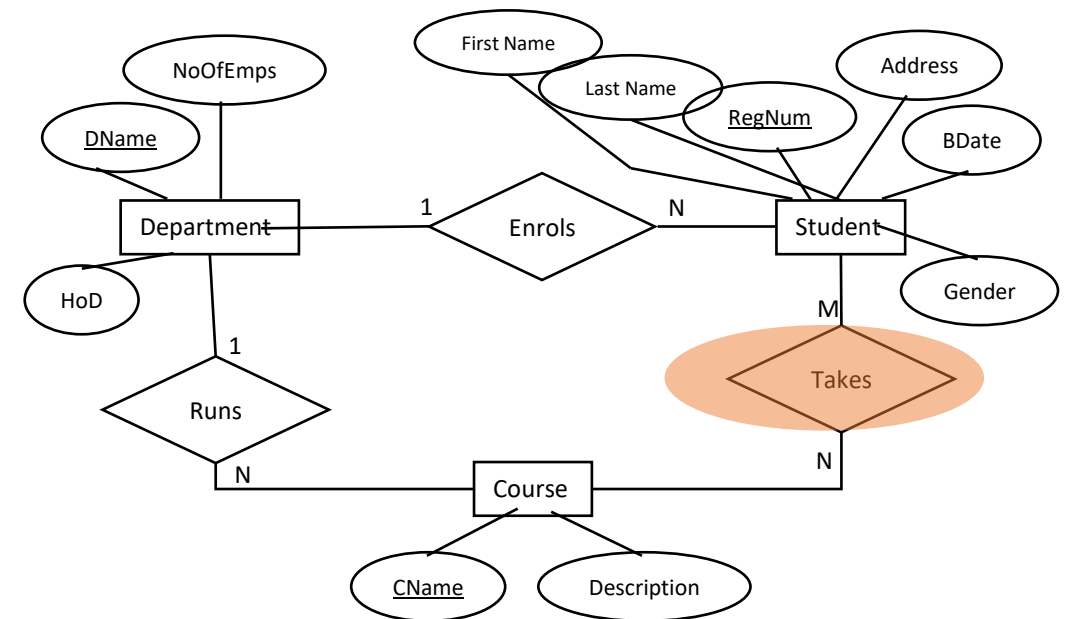 First Name
NoOfEmps
Address
Last Name
RegNum
DName
BDate
1
N
Department
Enrols
Student
HoD
Gender
M
1
Takes
Runs
N
N
Course
CName
Description